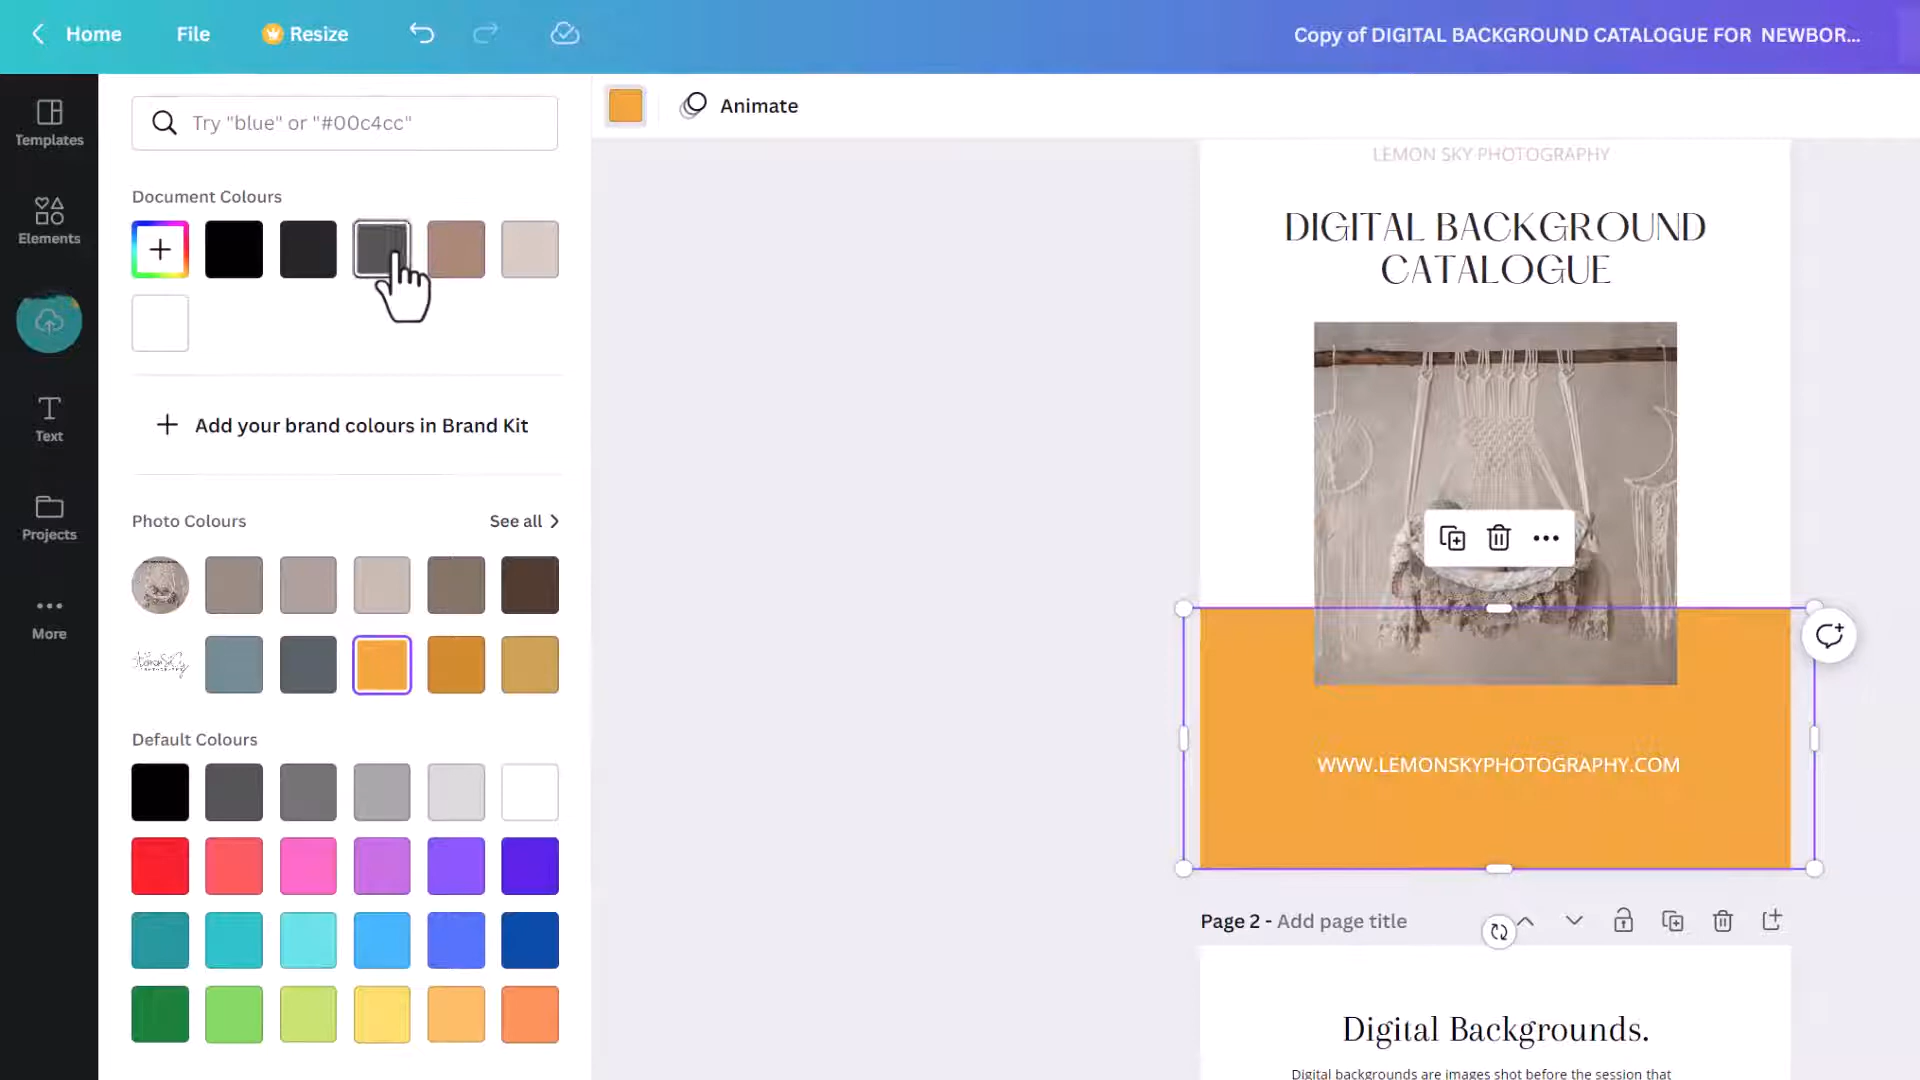 Home
File
Resize
Copy of DIGITAL BACKGROUND CATALOGUE FOR NEWBOR...
Templates
Elements
Text
Projects
More
Try "blue" or "#00c4cc"
Document Colours
Add your brand colours in Brand Kit
Photo Colours
See all
Default Colours
Animate
LEMON SKY PHOTOGRAPHY
DIGITAL BACKGROUND
CATALOGUE
WWW.LEMONSKYPHOTOGRAPHY.COM
Page 2 - Add page title
Digital Backgrounds.
Digital backgrounds are images shot before the session that